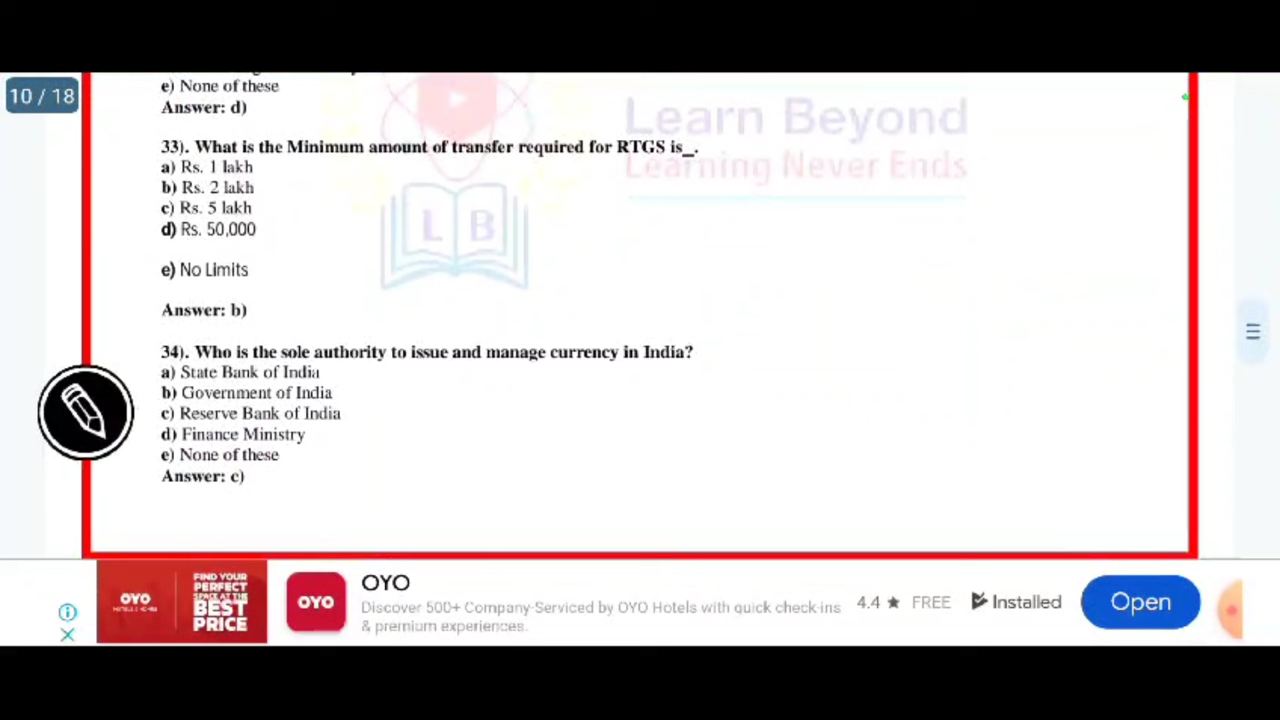 10 / 18
e) None of these
Answer: d)
Learn Beyond
Learning Never Ends
33). What is the Minimum amount of transfer required for RTGS is_.
a) Rs. 1 lakh
b) Rs. 2 lakh
c) Rs. 5 lakh
d) Rs. 50,000
L B
e) No Limits
Answer: b)
34). Who is the sole authority to issue and manage currency in India?
a) State Bank of India
b) Government of India
c) Reserve Bank of India
d) Finance Ministry
e) None of these
Answer: c)
OYO
FIND YOUR
PERFECT
SPACE AT THE
BEST
PRICE
OYO
OYO
Discover 500+ Company-Serviced by OYO Hotels with quick check-ins
& premium experiences.
4.4 ★ FREE
Installed
Open